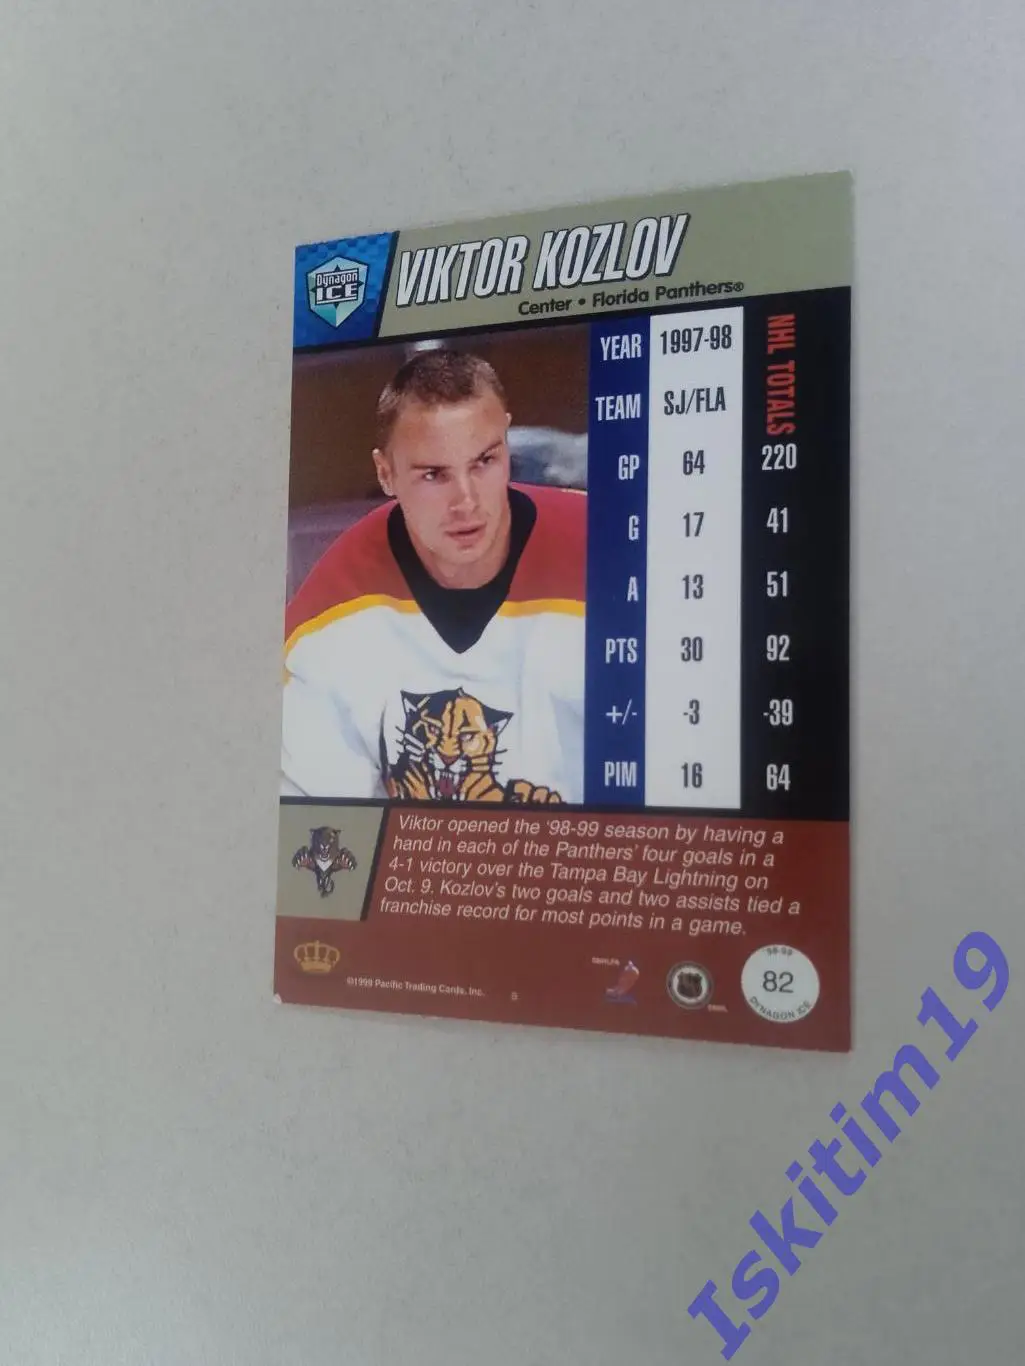 Dynagon
ICE
VIKTOR KOZLOV
Center • Florida Panthers®
YEAR 1997-98 NHL TOTALS
TEAM SJ/FLA
GP 64 220
G 17 41
A 13 51
PTS 30 92
+/- -3 -39
PIM 16 64
Viktor opened the '98-99 season by having a
hand in each of the Panthers' four goals in a
4-1 victory over the Tampa Bay Lightning on
Oct. 9. Kozlov's two goals and two assists tied a
franchise record for most points in a game.
©1999 Pacific Trading Cards, Inc.
98-99
82
DYNAGON ICE
Iskitim19